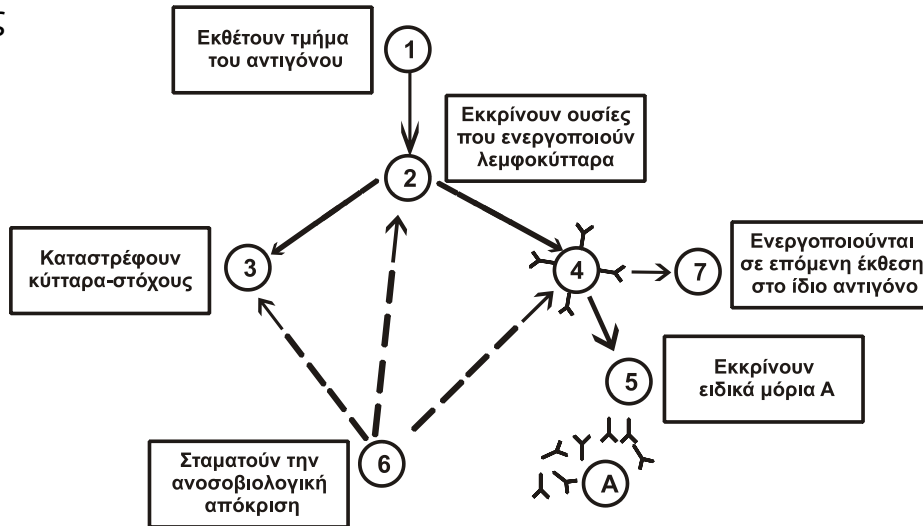 ς
Εκθέτουν τμήμα
του αντιγόνου
1
Εκκρίνουν ουσίες
που ενεργοποιούν
λεμφοκύτταρα
2
Καταστρέφουν
κύτταρα-στόχους
3
4
7
Ενεργοποιούνται
σε επόμενη έκθεση
στο ίδιο αντιγόνο
5
Εκκρίνουν
ειδικά μόρια Α
Σταματούν την
ανοσοβιολογική
απόκριση
6
Α